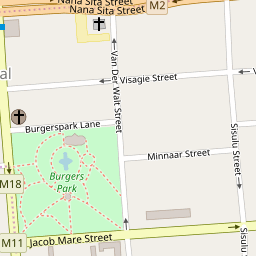 Nana Sita Street
Nana Sita Street
M2
Van Der Walt Street
Visagie Street
V
al
Burgerspark Lane
Sisulu Street
Minnaar Street
Burgers
Park
M18
M11
Jacob Mare Street
Sisulu S